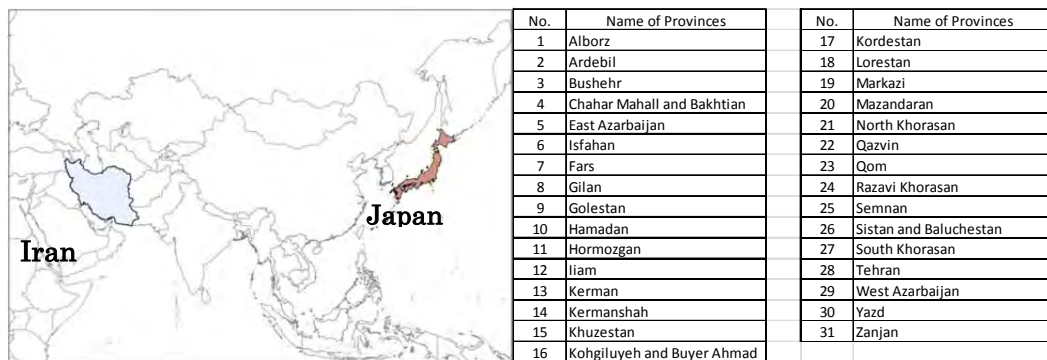 Japan
Iran
No. Name of Provinces
1 Alborz
2 Ardebil
3 Bushehr
4 Chahar Mahall and Bakhtian
5 East Azarbaijan
6 Isfahan
7 Fars
8 Gilan
9 Golestan
10 Hamadan
11 Hormozgan
12 Iiam
13 Kerman
14 Kermanshah
15 Khuzestan
16 Kohgiluyeh and Buyer Ahmad
No. Name of Provinces
17 Kordestan
18 Lorestan
19 Markazi
20 Mazandaran
21 North Khorasan
22 Qazvin
23 Qom
24 Razavi Khorasan
25 Semnan
26 Sistan and Baluchestan
27 South Khorasan
28 Tehran
29 West Azarbaijan
30 Yazd
31 Zanjan